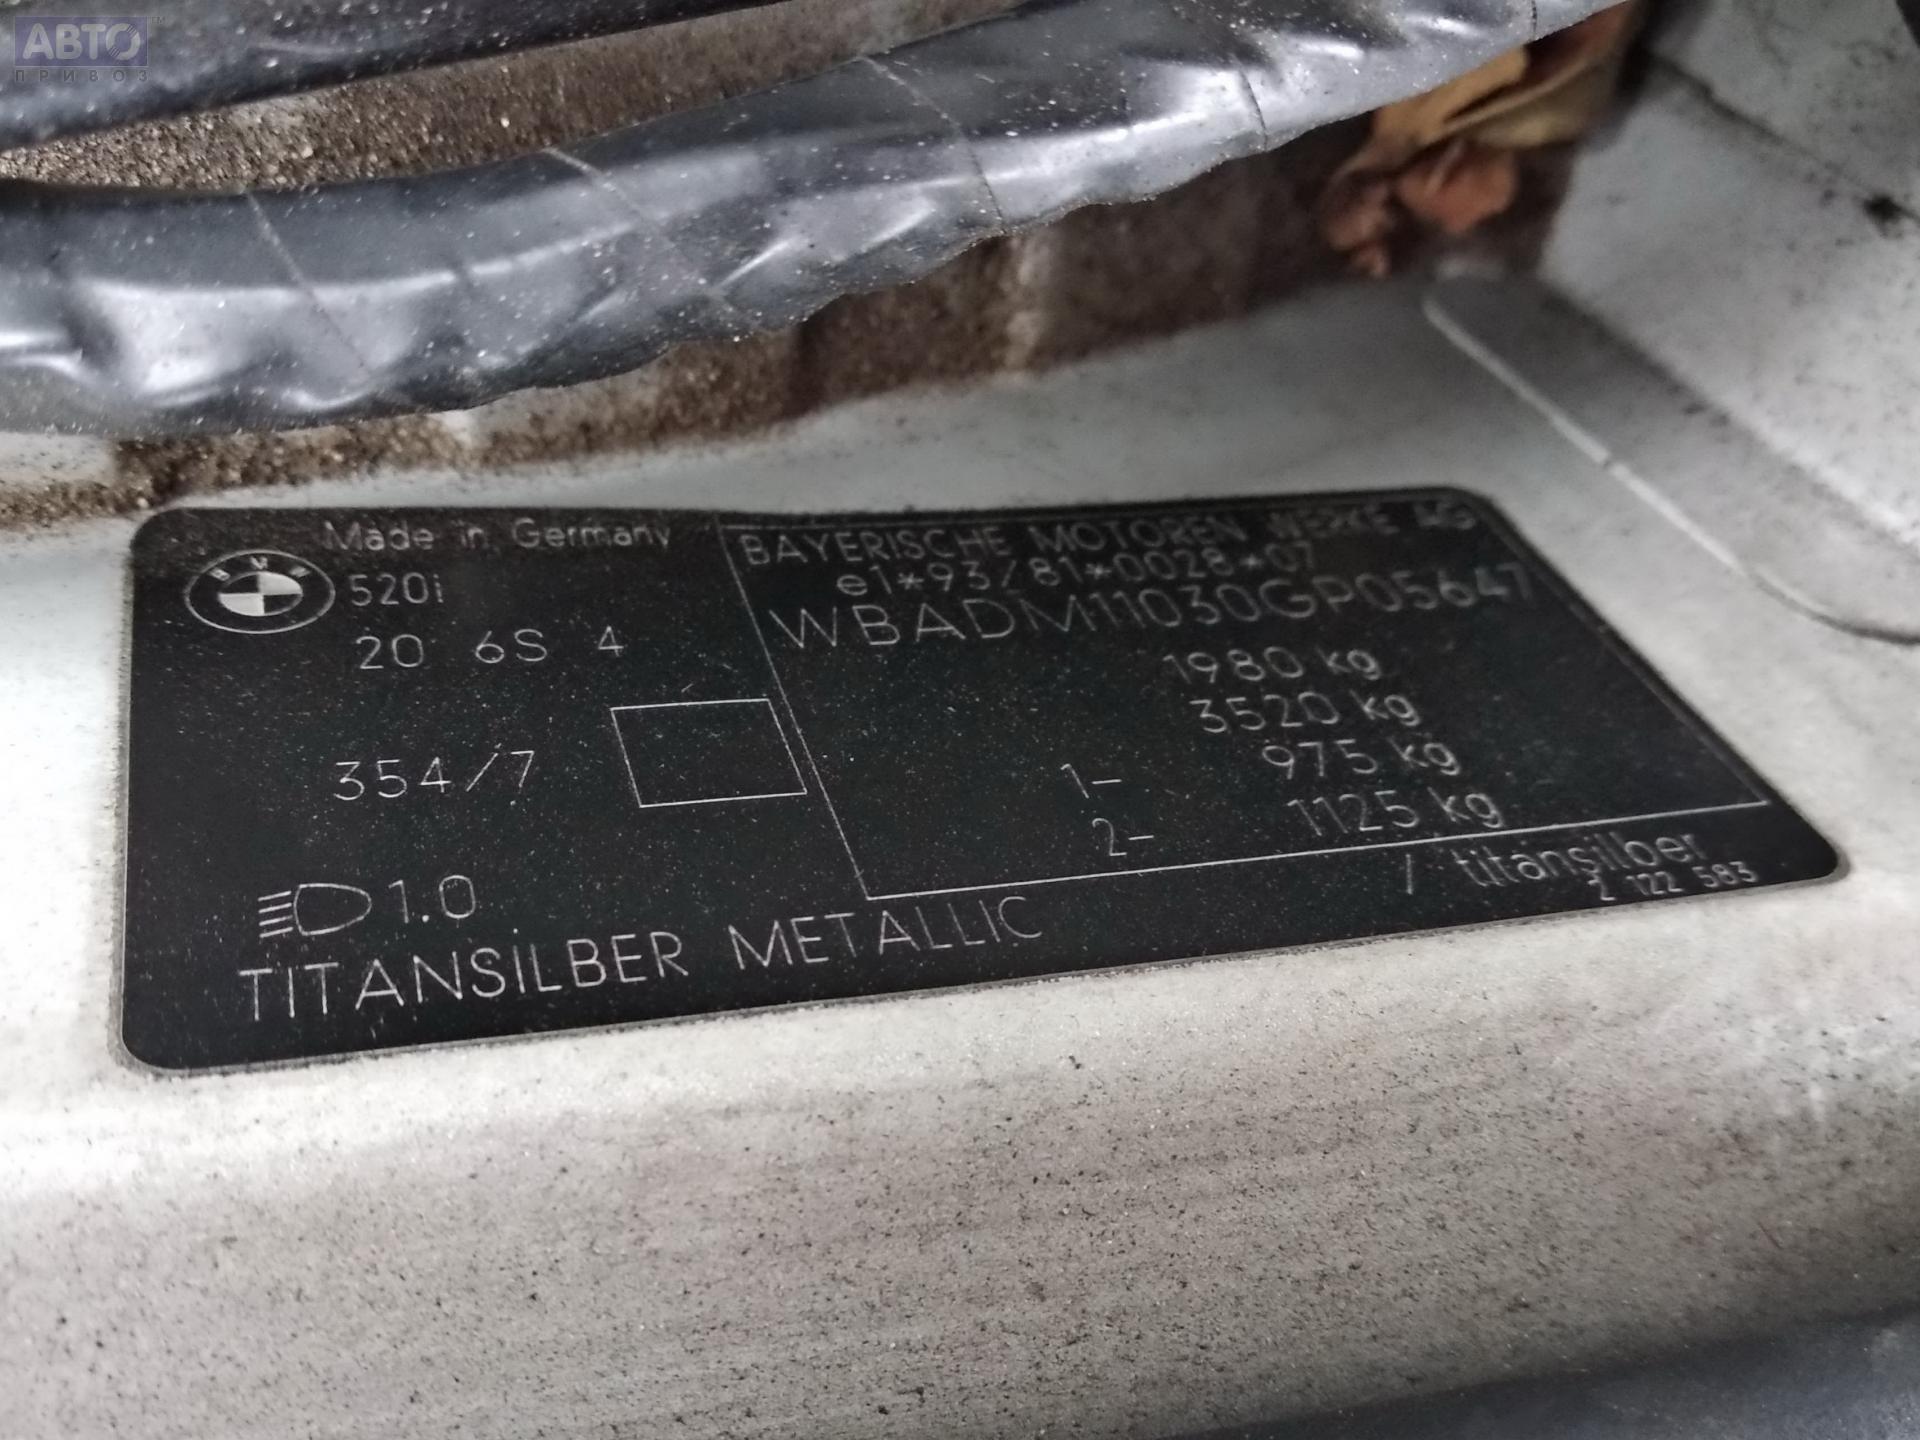 АВТО™
ПРИВОЗ
Made in Germany
BMW
520i
20 6S 4
354/7
1.0
TITANSILBER METALLIC
BAYERISCHE MOTOREN WERKE AG
e1*93/81*0028*07
WBADM11030GP05647
1980 kg
3520 kg
1- 975 kg
2- 1125 kg
/ titansilber
2 122 583